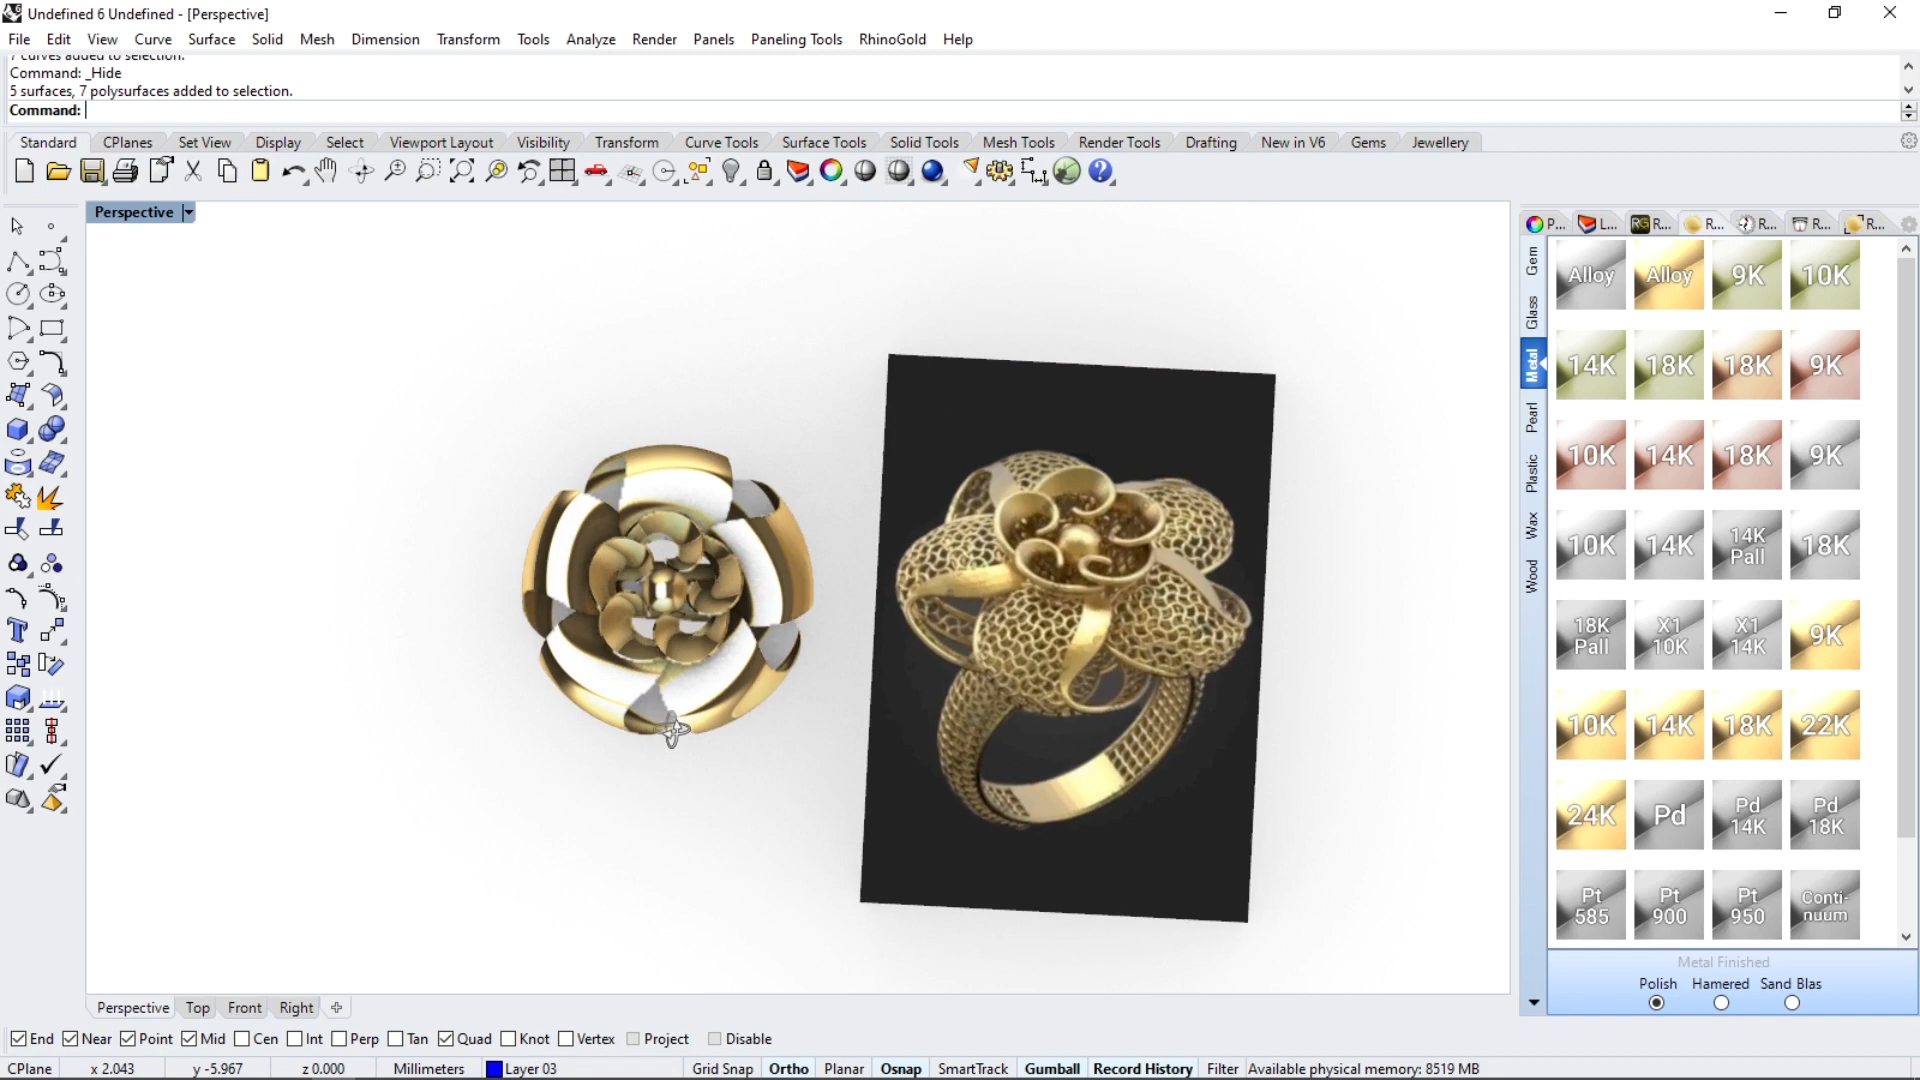 Undefined 6 Undefined - [Perspective]
File Edit View Curve Surface Solid Mesh Dimension Transform Tools Analyze Render Panels Paneling Tools RhinoGold Help
7 curves added to selection.
Command: _Hide
5 surfaces, 7 polysurfaces added to selection.
Command:
Standard CPlanes Set View Display Select Viewport Layout Visibility Transform Curve Tools Surface Tools Solid Tools Mesh Tools Render Tools Drafting New in V6 Gems Jewellery
Perspective
P... L... RG R... R... R... R... R...
Gem
Glass
Metal
Pearl
Plastic
Wax
Wood
Alloy Alloy 9K 10K
14K 18K 18K 9K
10K 14K 18K 9K
10K 14K 14K Pall 18K
18K Pall X1 10K X1 14K 9K
10K 14K 18K 22K
24K Pd Pd 14K Pd 18K
Pt 585 Pt 900 Pt 950 Conti-nuum
Metal Finished
Polish Hamered Sand Blas
Perspective Top Front Right
End Near Point Mid Cen Int Perp Tan Quad Knot Vertex Project Disable
CPlane x 2.043 y -5.967 z 0.000 Millimeters Layer 03 Grid Snap Ortho Planar Osnap SmartTrack Gumball Record History Filter Available physical memory: 8519 MB